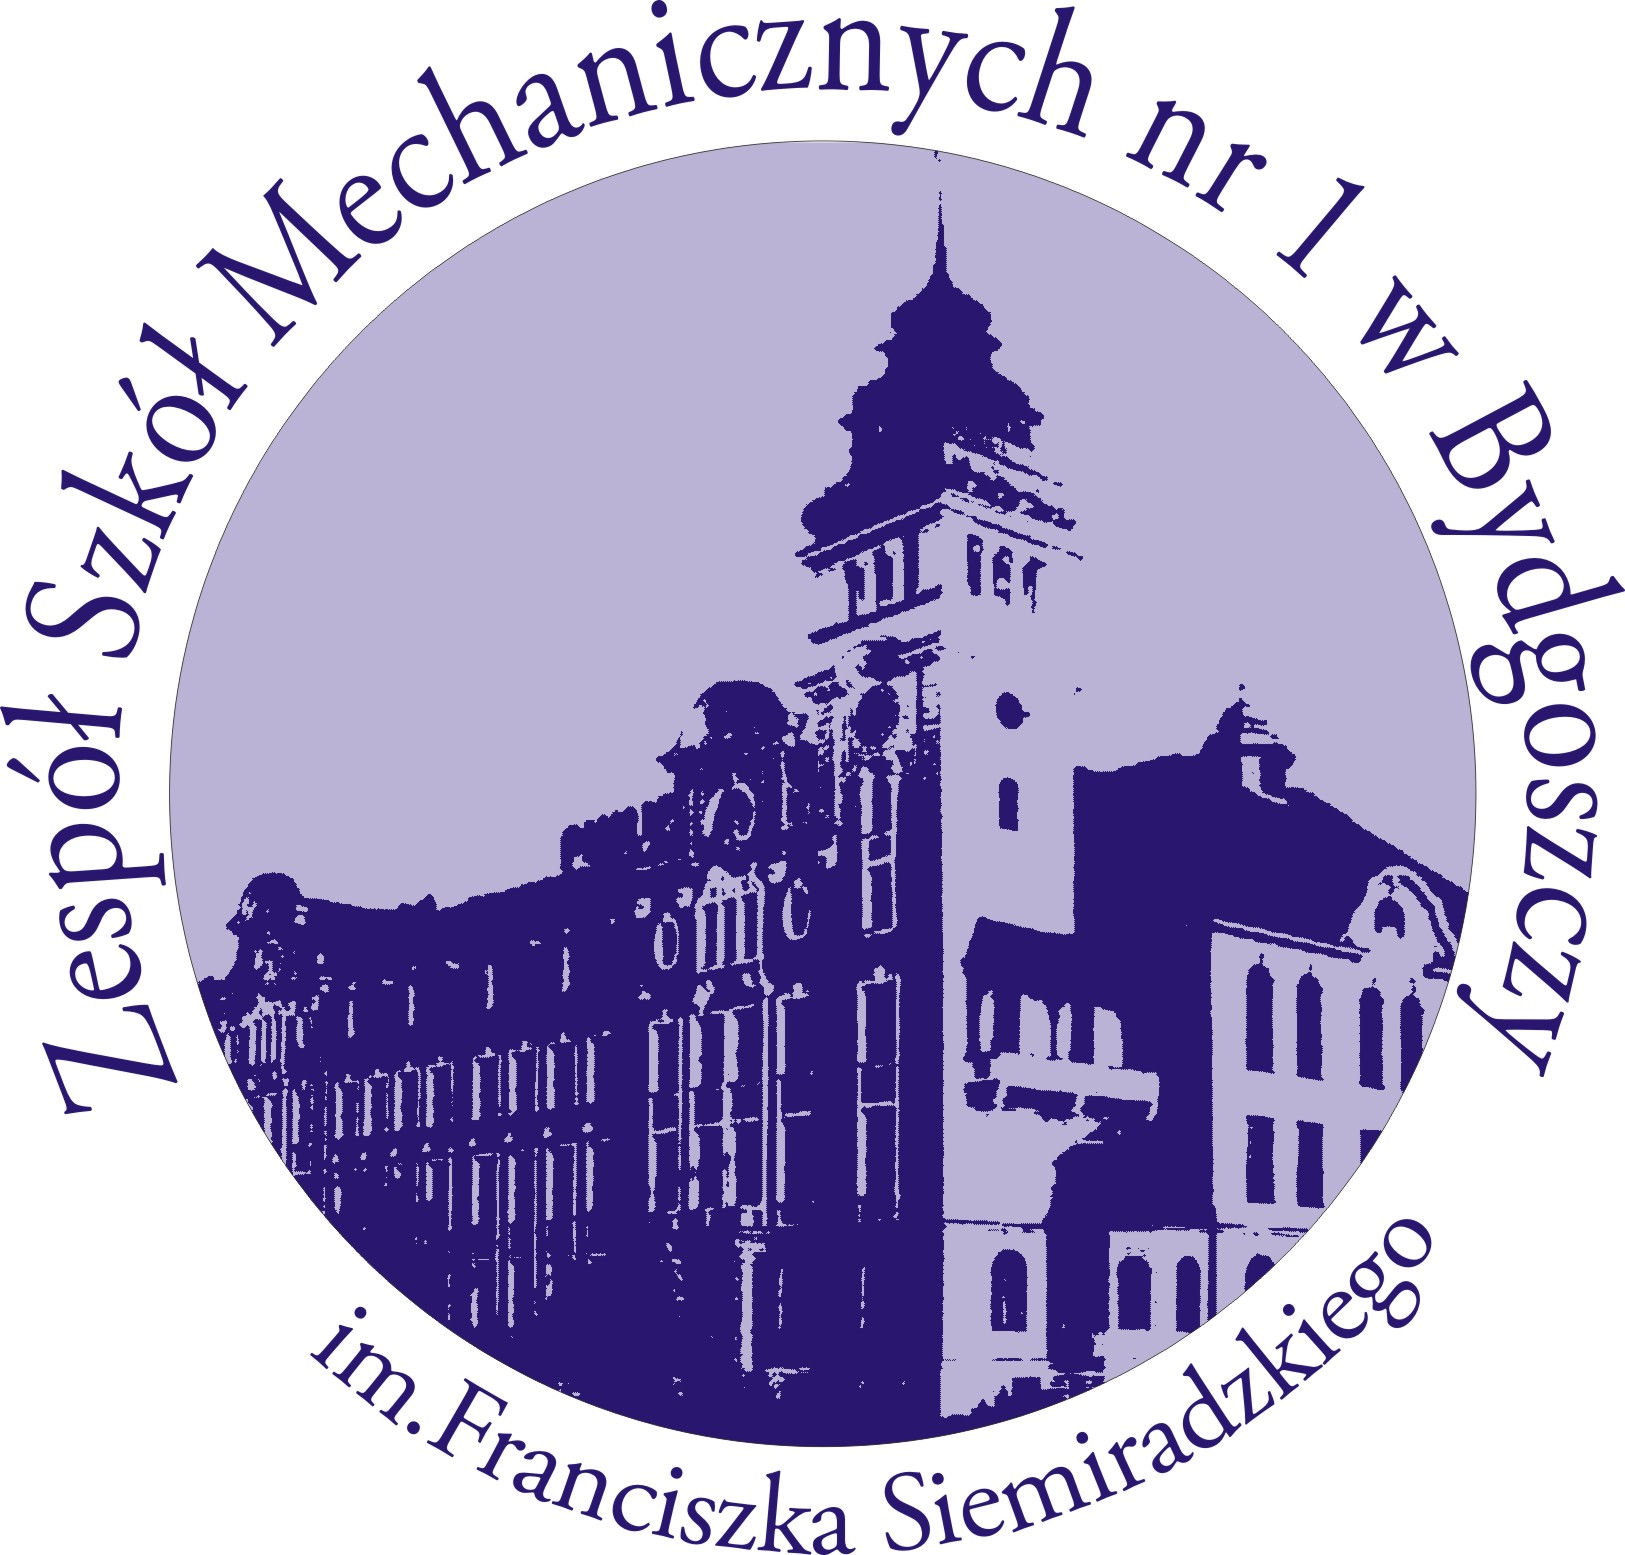 Zespół Szkół Mechanicznych nr 1 w Bydgoszczy
im. Franciszka Siemiradzkiego